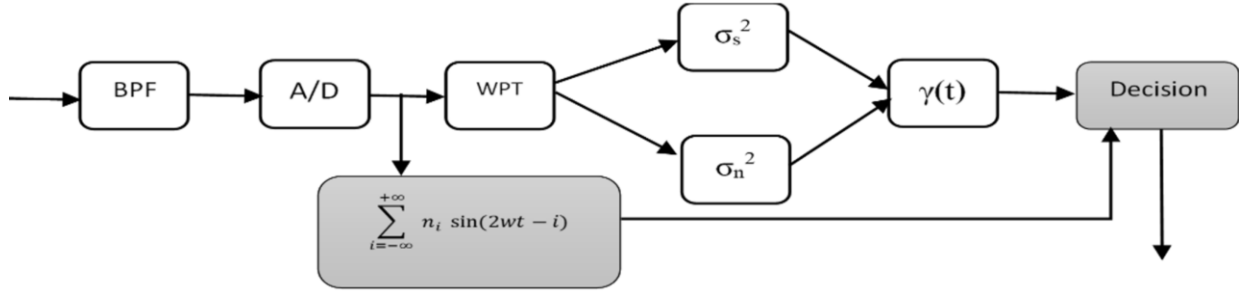 BPF
A/D
WPT
σₛ²
σₙ²
γ(t)
Decision
+∞
∑ nᵢ sin(2wt − i)
i=−∞